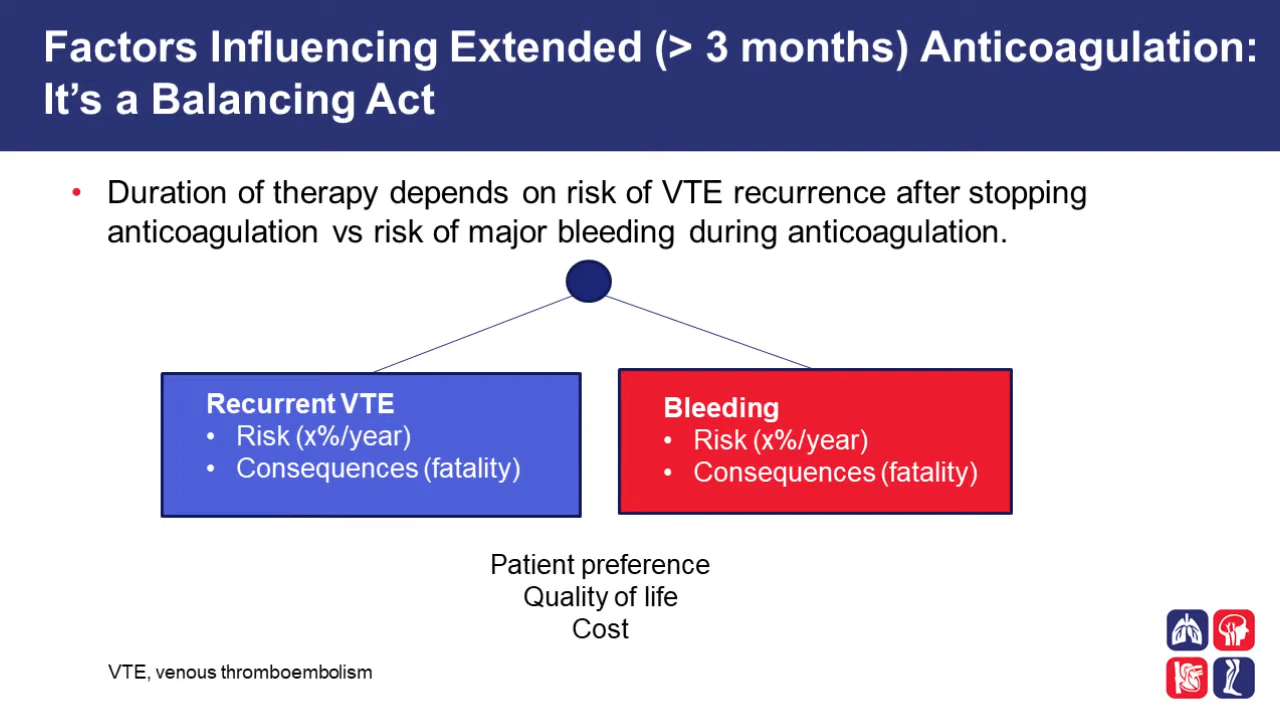 Factors Influencing Extended (> 3 months) Anticoagulation:
It's a Balancing Act
• Duration of therapy depends on risk of VTE recurrence after stopping
anticoagulation vs risk of major bleeding during anticoagulation.
Recurrent VTE
• Risk (x%/year)
• Consequences (fatality)
Bleeding
• Risk (x%/year)
• Consequences (fatality)
Patient preference
Quality of life
Cost
VTE, venous thromboembolism